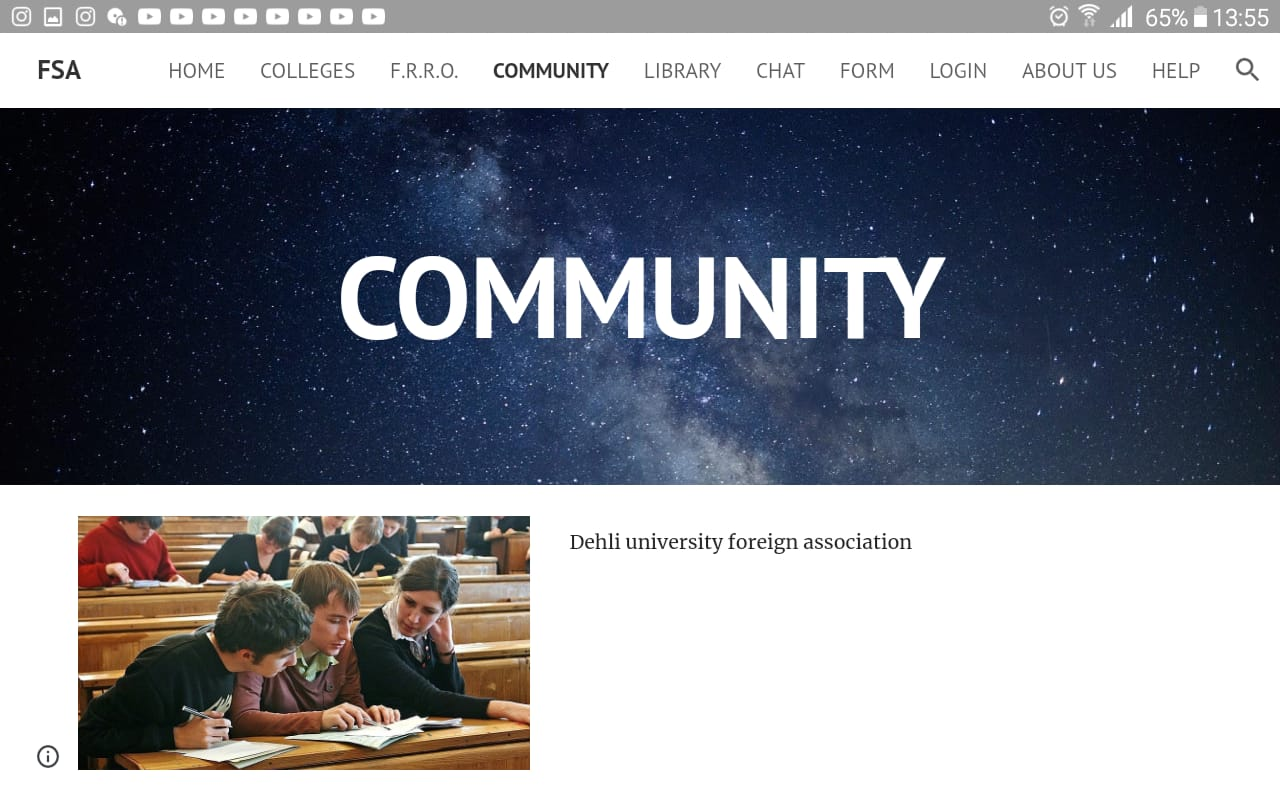 65% 13:55
FSA HOME COLLEGES F.R.R.O. COMMUNITY LIBRARY CHAT FORM LOGIN ABOUT US HELP
COMMUNITY
Dehli university foreign association